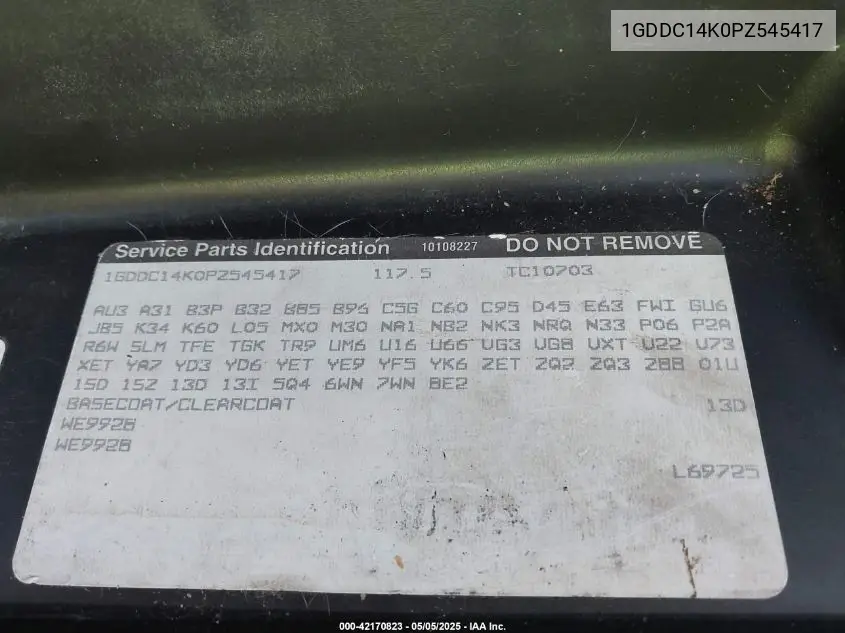 1GDDC14K0PZ545417
Service Parts Identification 10108227 DO NOT REMOVE
1GDDC14K0PZ545417 117.5 TC10703
AU3 A31 B3P B32 B85 B96 C5G C60 C95 D45 E63 FWI GU6
JB5 K34 K60 L05 MX0 M30 NA1 NB2 NK3 NRQ N33 P06 P2A
R6W SLM TFE TGK TR9 UM6 U16 U66 UG3 UG8 UXT U22 U73
XET YA7 YD3 YD6 YET YE9 YF5 YK6 ZET ZQ2 ZQ3 2BB 01U
15D 15Z 13D 13I 5Q4 6WN 7WN 8E2
BASECOAT/CLEARCOAT 13D
WE9928
WE9928
L69725
000-42170823 - 05/05/2025 - IAA Inc.